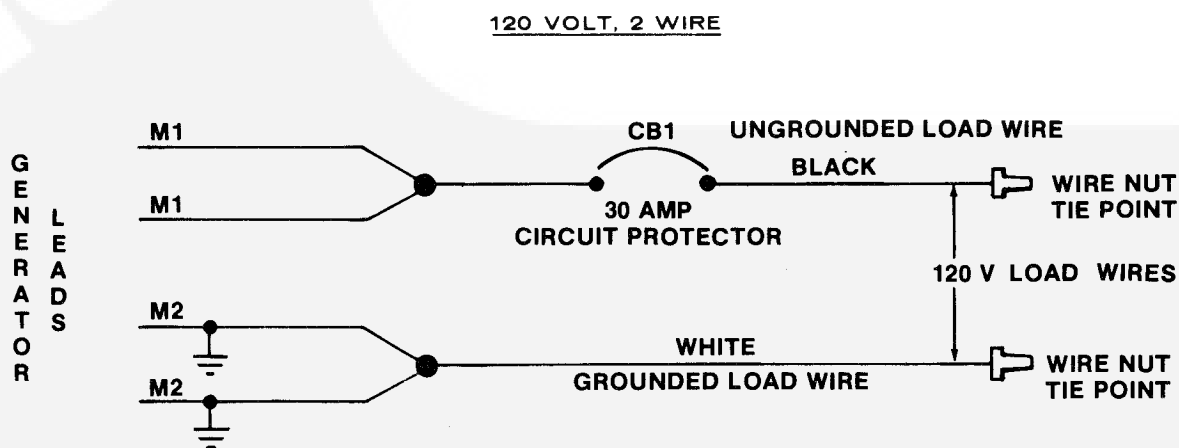 120 VOLT, 2 WIRE
GENERATOR
LEADS
M1
M1
CB1
30 AMP
CIRCUIT PROTECTOR
UNGROUNDED LOAD WIRE
BLACK
WIRE NUT
TIE POINT
120 V LOAD WIRES
M2
M2
WHITE
GROUNDED LOAD WIRE
WIRE NUT
TIE POINT